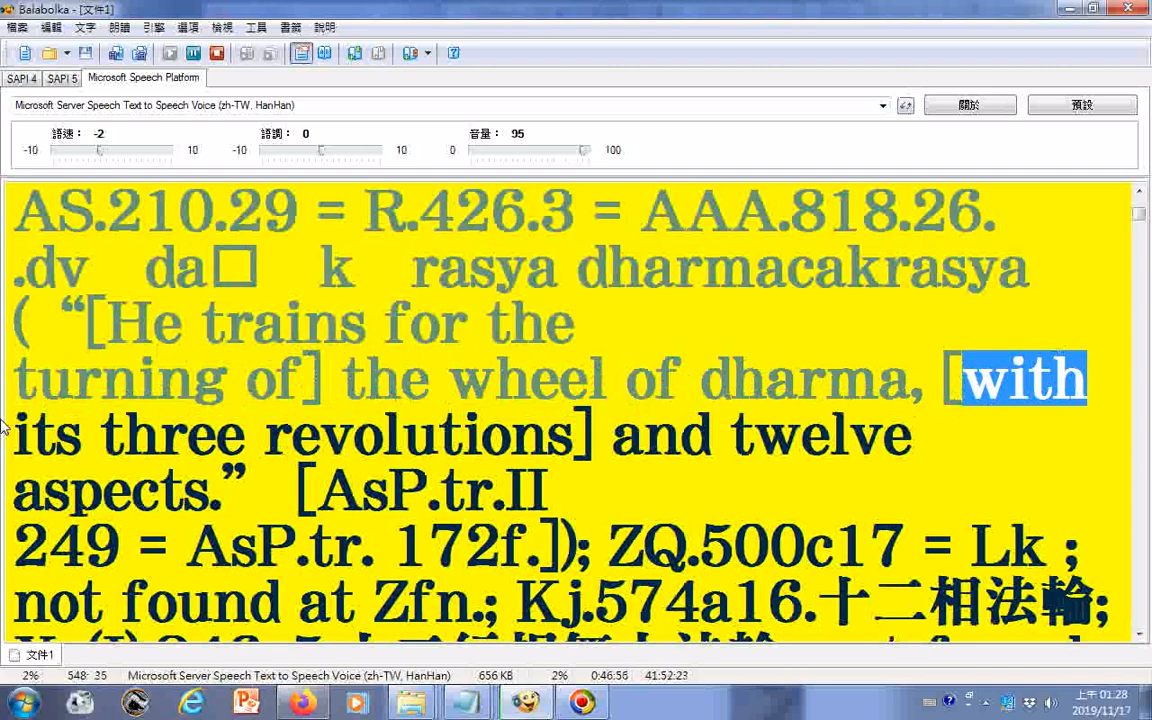 Balabolka - [文件1]
檔案 編輯 文字 朗讀 引擎 選項 檢視 工具 書籤 說明
SAPI 4 SAPI 5 Microsoft Speech Platform
Microsoft Server Speech Text to Speech Voice (zh-TW, HanHan) 關於 預設
語速： -2 語調： 0 音量： 95
-10 10 -10 10 0 100
AS.210.29 = R.426.3 = AAA.818.26.
.dv da□ k rasya dharmacakrasya
( “[He trains for the
turning of] the wheel of dharma, [with
its three revolutions] and twelve
aspects.” [AsP.tr.II
249 = AsP.tr. 172f.]); ZQ.500c17 = Lk ;
not found at Zfn.; Kj.574a16.十二相法輪;
文件1
2% 548: 35 Microsoft Server Speech Text to Speech Voice (zh-TW, HanHan) 656 KB 2% 0:46:56 41:52:23
上午 01:28
2019/11/17